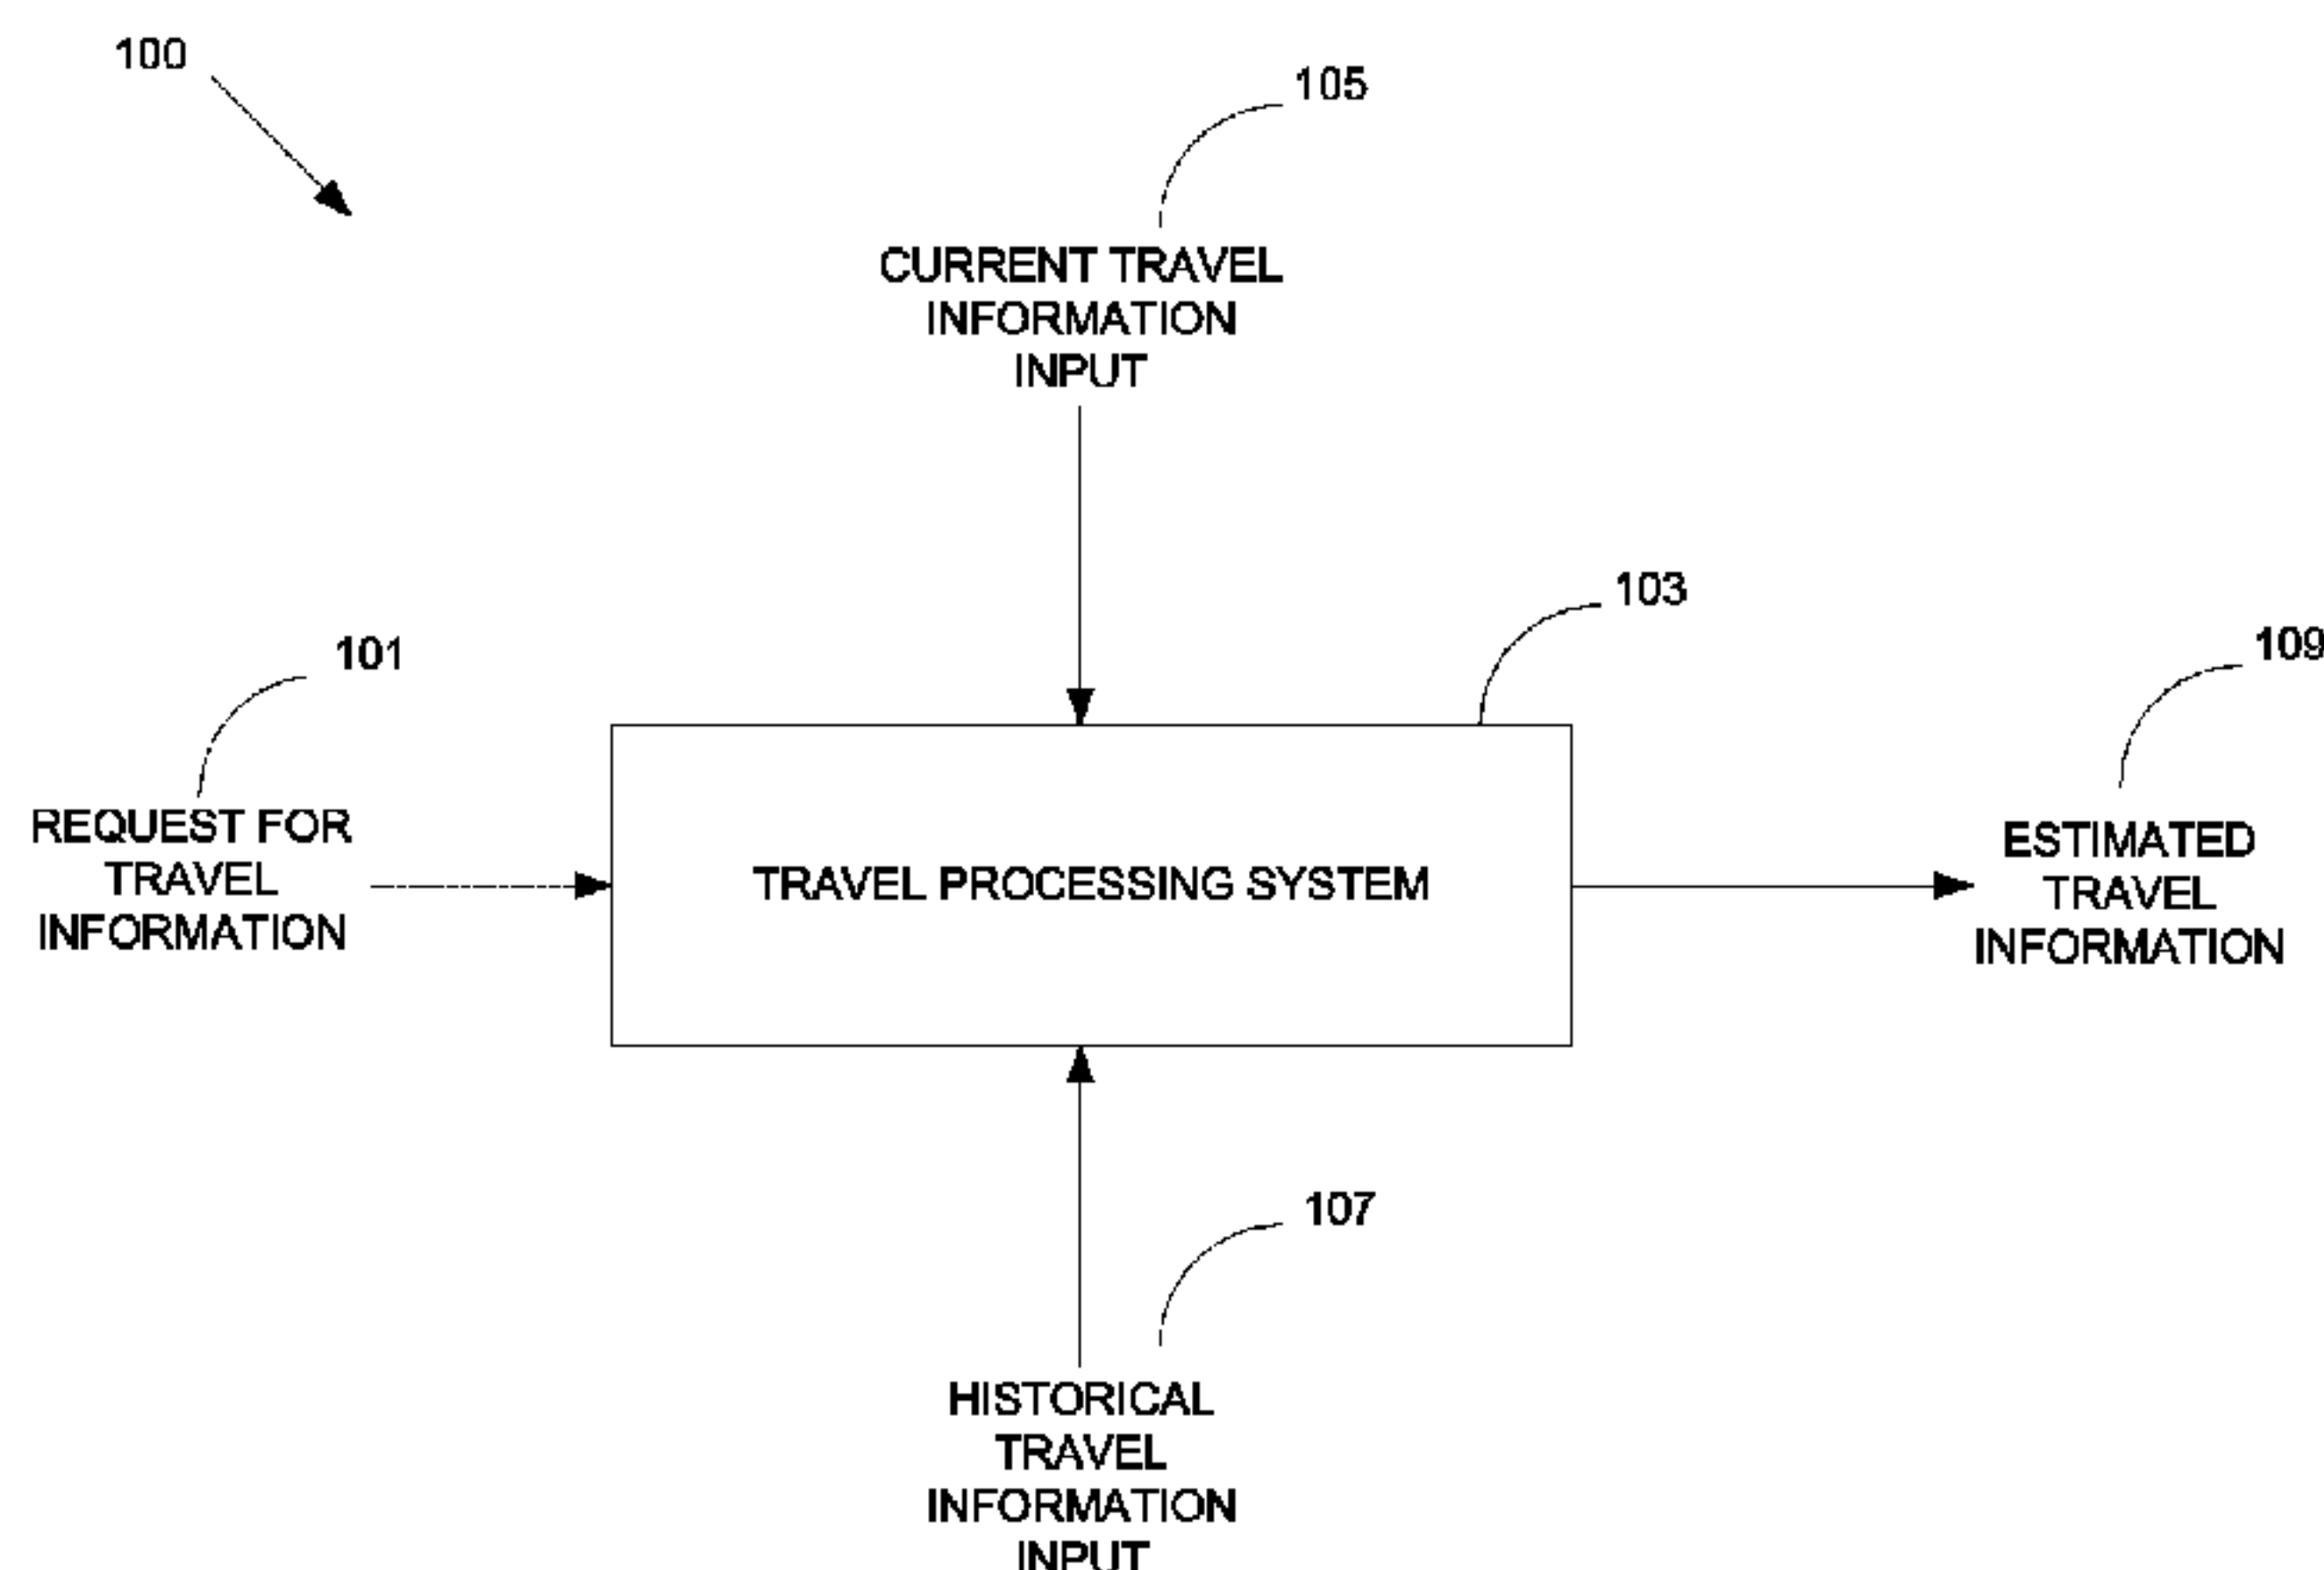 100
105
CURRENT TRAVEL
INFORMATION
INPUT
103
101
109
REQUEST FOR
TRAVEL
INFORMATION
TRAVEL PROCESSING SYSTEM
ESTIMATED
TRAVEL
INFORMATION
107
HISTORICAL
TRAVEL
INFORMATION
INPUT